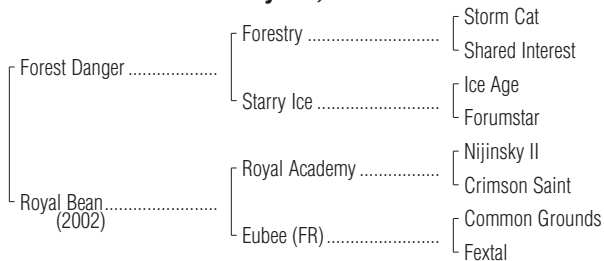 Storm Cat
Forestry ...........................
Shared Interest
Forest Danger ..................
Ice Age
Starry Ice .........................
Forumstar
Nijinsky II
Royal Academy ................
Crimson Saint
Royal Bean.......................
(2002)
Common Grounds
Eubee (FR)......................
Fextal